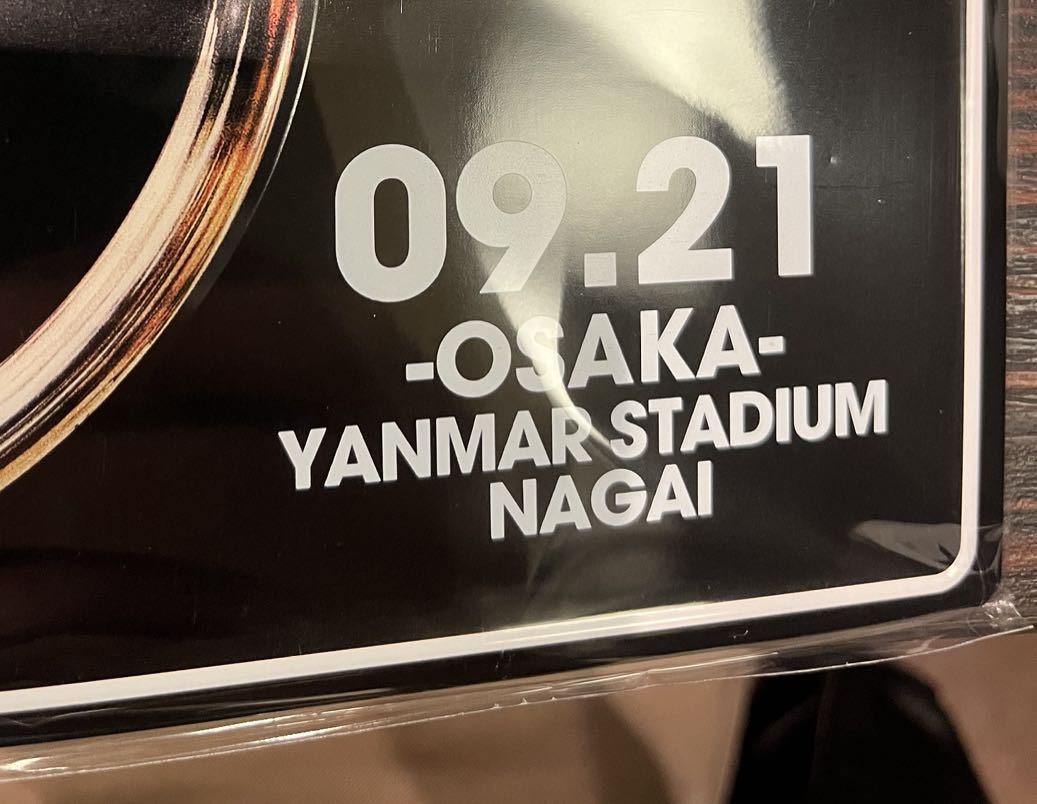 09.21
-OSAKA-
YANMAR STADIUM
NAGAI